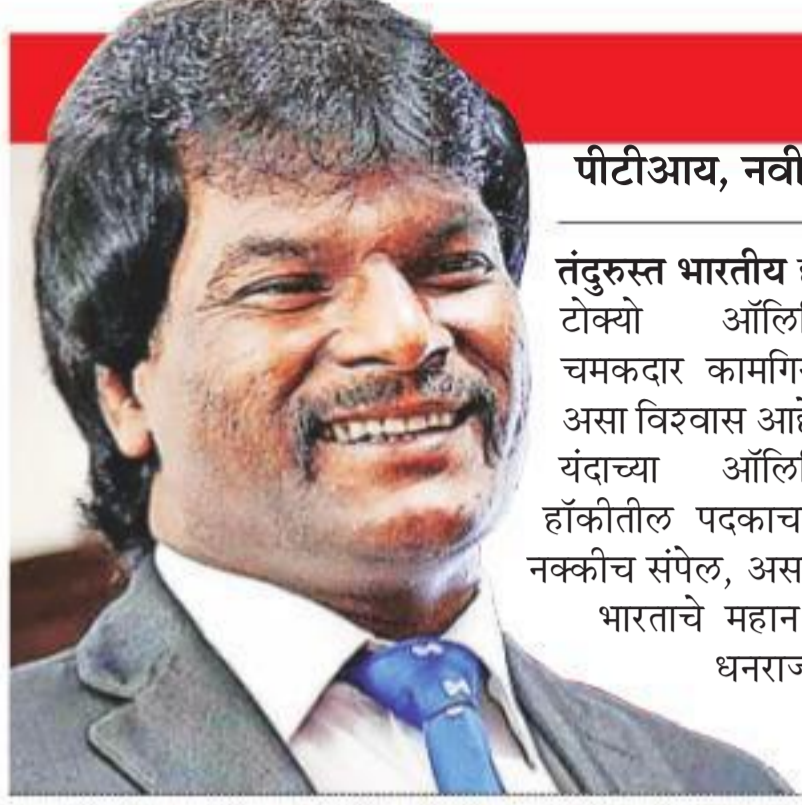 पीटीआय, नवी
तंदुरुस्त भारतीय
टोक्यो ऑलि
चमकदार कामगि
असा विश्वास आहे
यंदाच्या ऑलि
हॉकीतील पदकाच
नक्कीच संपेल, अस
भारताचे महान
धनराज